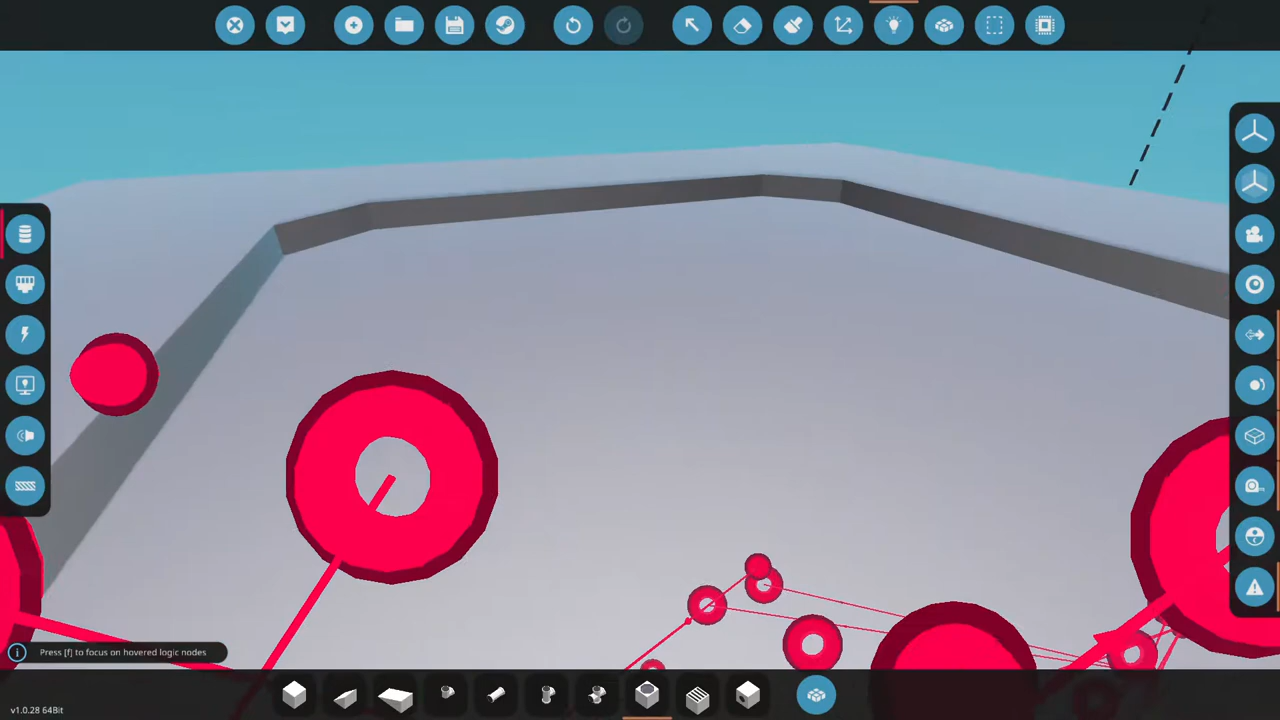 Press [f] to focus on hovered logic nodes
v1.0.28 64Bit